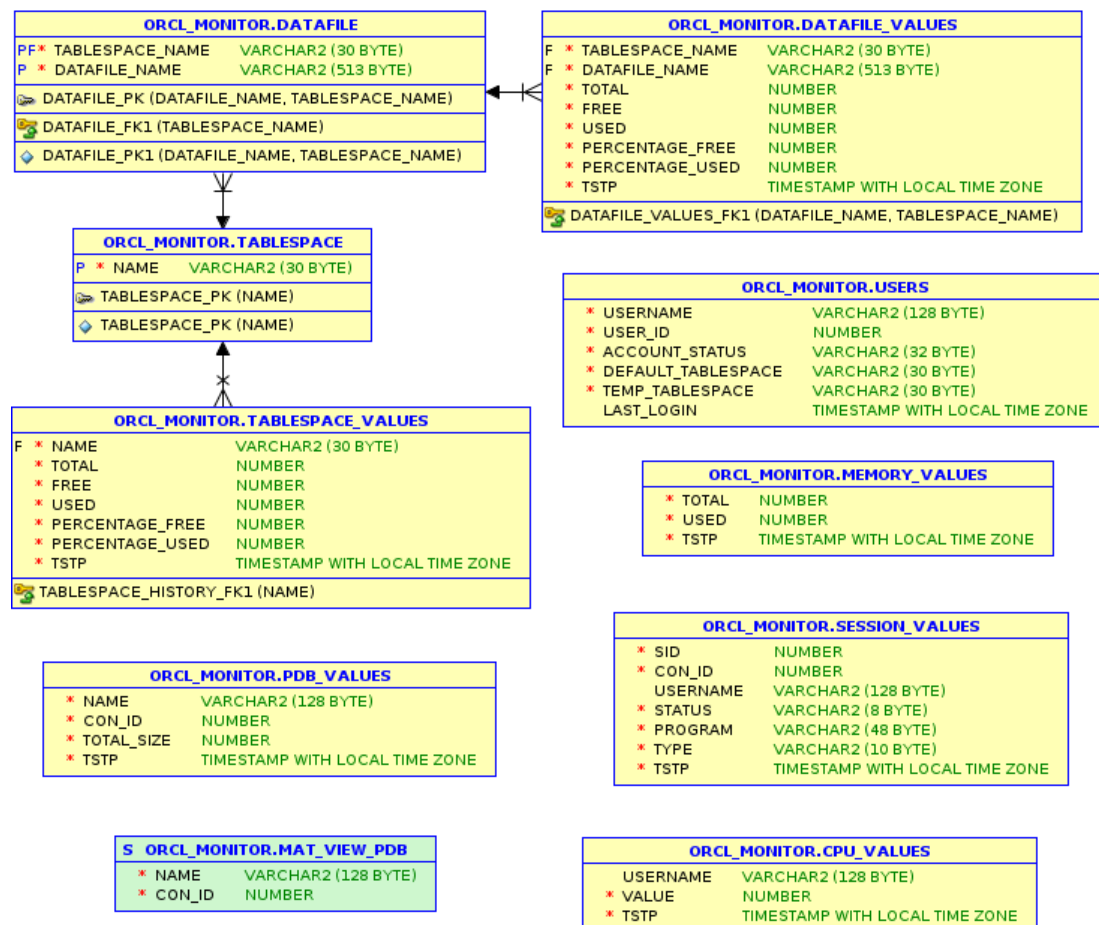 ORCL_MONITOR.DATAFILE
PF* TABLESPACE_NAME VARCHAR2 (30 BYTE)
P * DATAFILE_NAME VARCHAR2 (513 BYTE)
DATAFILE_PK (DATAFILE_NAME, TABLESPACE_NAME)
DATAFILE_FK1 (TABLESPACE_NAME)
DATAFILE_PK1 (DATAFILE_NAME, TABLESPACE_NAME)
ORCL_MONITOR.DATAFILE_VALUES
F * TABLESPACE_NAME VARCHAR2 (30 BYTE)
F * DATAFILE_NAME VARCHAR2 (513 BYTE)
* TOTAL NUMBER
* FREE NUMBER
* USED NUMBER
* PERCENTAGE_FREE NUMBER
* PERCENTAGE_USED NUMBER
* TSTP TIMESTAMP WITH LOCAL TIME ZONE
DATAFILE_VALUES_FK1 (DATAFILE_NAME, TABLESPACE_NAME)
ORCL_MONITOR.TABLESPACE
P * NAME VARCHAR2 (30 BYTE)
TABLESPACE_PK (NAME)
TABLESPACE_PK (NAME)
ORCL_MONITOR.USERS
* USERNAME VARCHAR2 (128 BYTE)
* USER_ID NUMBER
* ACCOUNT_STATUS VARCHAR2 (32 BYTE)
* DEFAULT_TABLESPACE VARCHAR2 (30 BYTE)
* TEMP_TABLESPACE VARCHAR2 (30 BYTE)
LAST_LOGIN TIMESTAMP WITH LOCAL TIME ZONE
ORCL_MONITOR.TABLESPACE_VALUES
F * NAME VARCHAR2 (30 BYTE)
* TOTAL NUMBER
* FREE NUMBER
* USED NUMBER
* PERCENTAGE_FREE NUMBER
* PERCENTAGE_USED NUMBER
* TSTP TIMESTAMP WITH LOCAL TIME ZONE
TABLESPACE_HISTORY_FK1 (NAME)
ORCL_MONITOR.MEMORY_VALUES
* TOTAL NUMBER
* USED NUMBER
* TSTP TIMESTAMP WITH LOCAL TIME ZONE
ORCL_MONITOR.SESSION_VALUES
* SID NUMBER
* CON_ID NUMBER
USERNAME VARCHAR2 (128 BYTE)
* STATUS VARCHAR2 (8 BYTE)
* PROGRAM VARCHAR2 (48 BYTE)
* TYPE VARCHAR2 (10 BYTE)
* TSTP TIMESTAMP WITH LOCAL TIME ZONE
ORCL_MONITOR.PDB_VALUES
* NAME VARCHAR2 (128 BYTE)
* CON_ID NUMBER
* TOTAL_SIZE NUMBER
* TSTP TIMESTAMP WITH LOCAL TIME ZONE
S ORCL_MONITOR.MAT_VIEW_PDB
* NAME VARCHAR2 (128 BYTE)
* CON_ID NUMBER
ORCL_MONITOR.CPU_VALUES
USERNAME VARCHAR2 (128 BYTE)
* VALUE NUMBER
* TSTP TIMESTAMP WITH LOCAL TIME ZONE